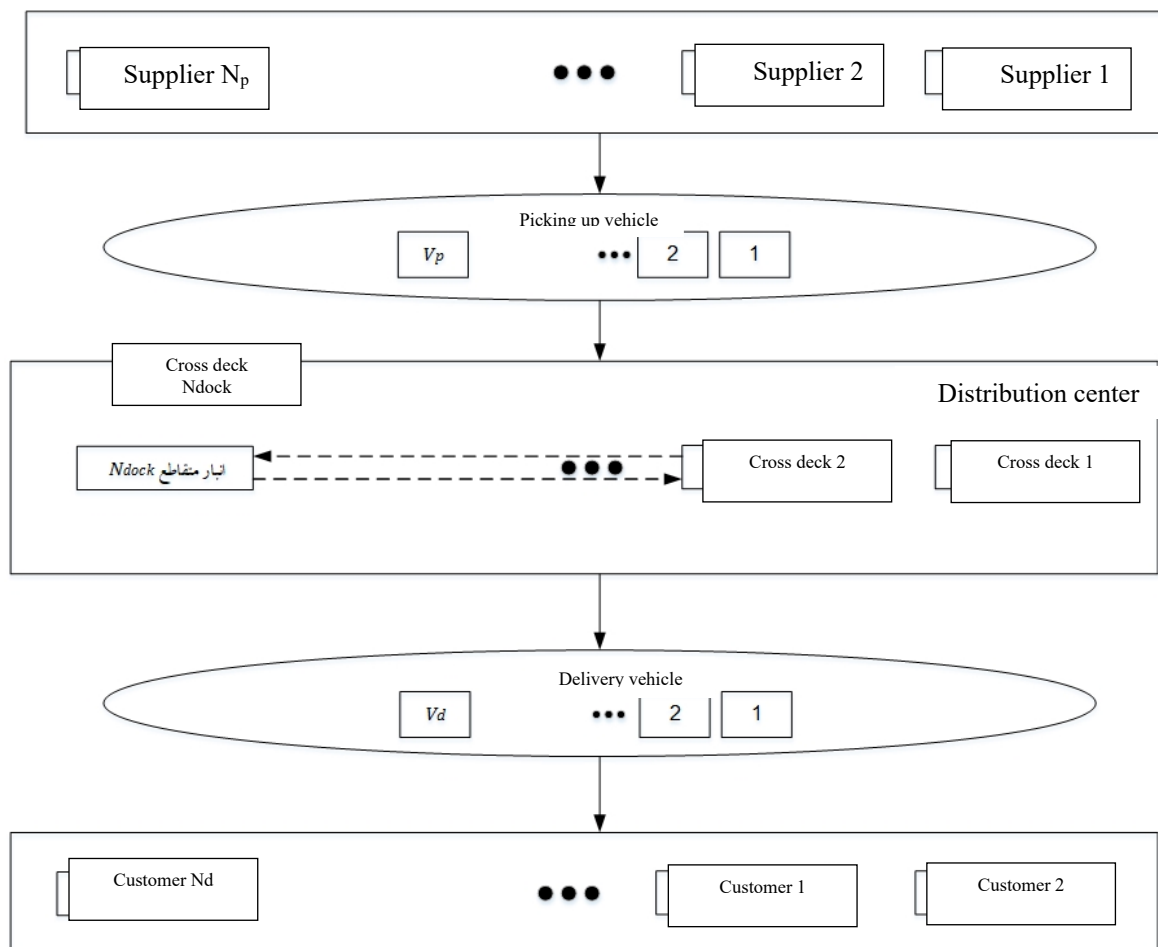 Supplier Np
●●●
Supplier 2
Supplier 1
Picking up vehicle
Vp
●●●
2
1
Cross deck
Ndock
Distribution center
انبار متقاطع Ndock
●●●
Cross deck 2
Cross deck 1
Delivery vehicle
Vd
●●●
2
1
Customer Nd
●●●
Customer 1
Customer 2